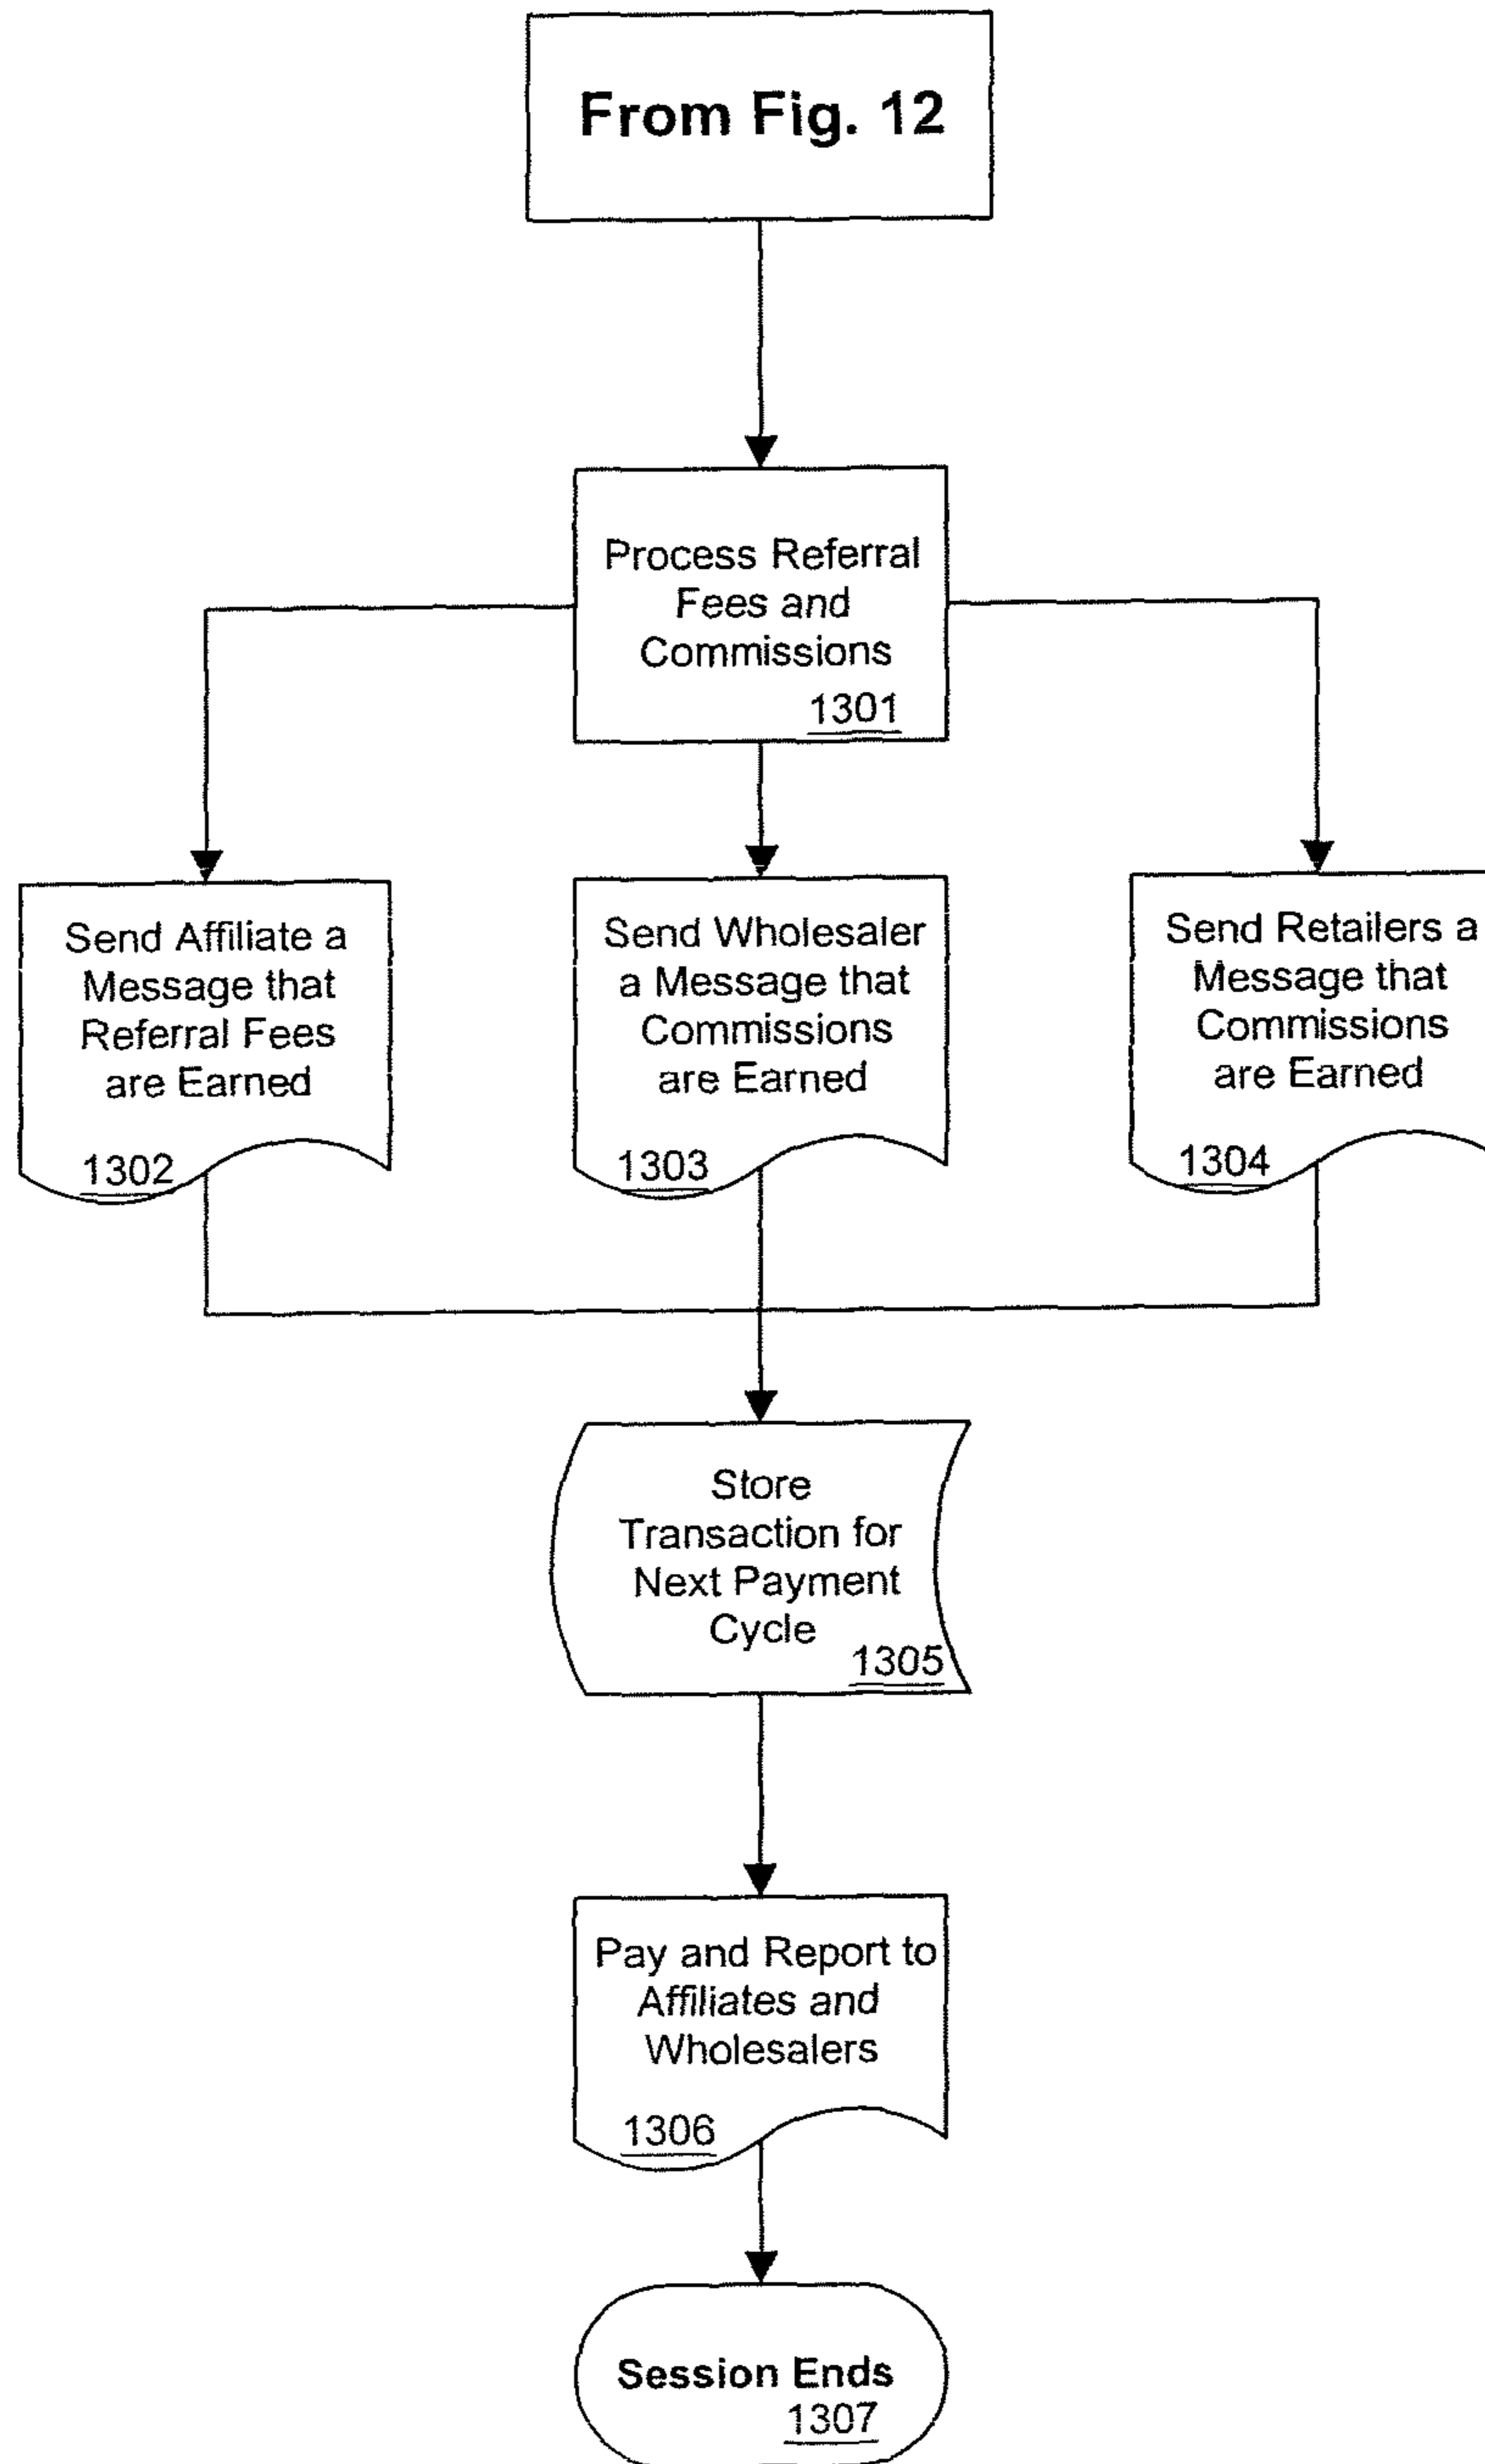 From Fig. 12
Process Referral
Fees and
Commissions
1301
Send Affiliate a
Message that
Referral Fees
are Earned
1302
Send Wholesaler
a Message that
Commissions
are Earned
1303
Send Retailers a
Message that
Commissions
are Earned
1304
Store
Transaction for
Next Payment
Cycle
1305
Pay and Report to
Affiliates and
Wholesalers
1306
Session Ends
1307